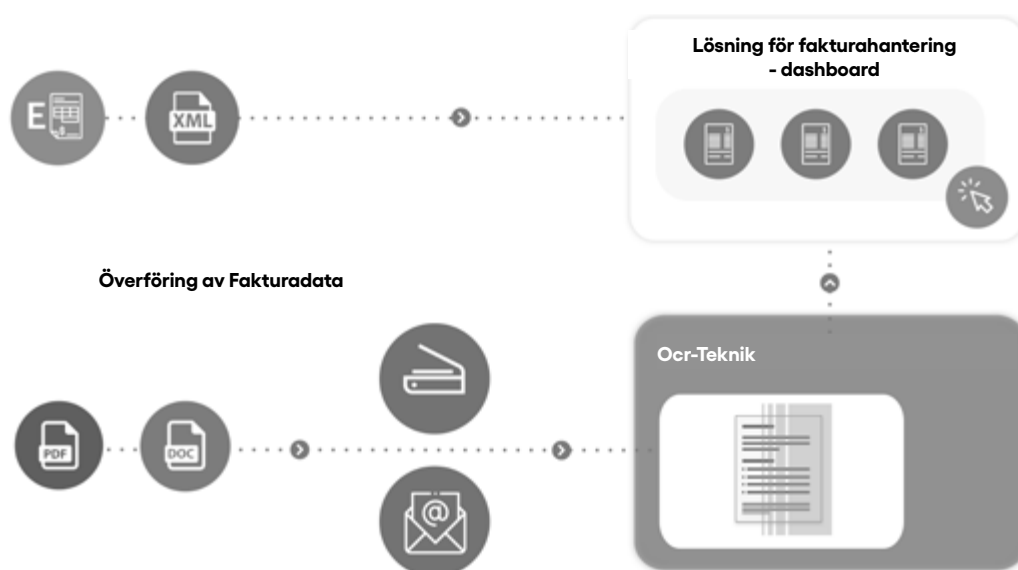 Lösning för fakturahantering
- dashboard
E
XML
Överföring av Fakturadata
Ocr-Teknik
PDF
DOC
@